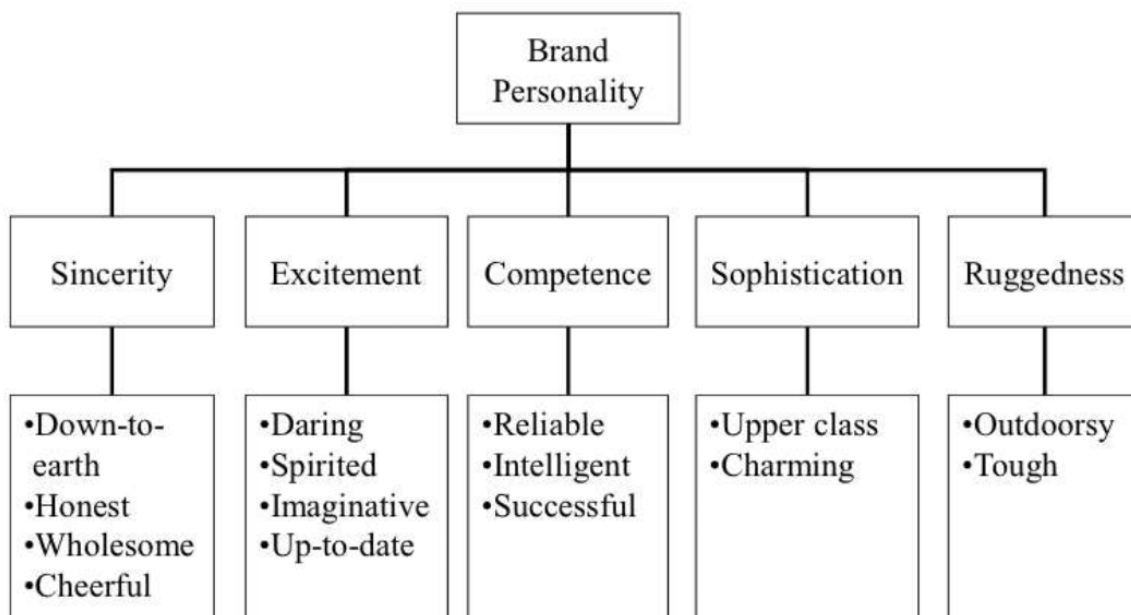 Brand
Personality
Sincerity
Excitement
Competence
Sophistication
Ruggedness
•Down-to-
earth
•Honest
•Wholesome
•Cheerful
•Daring
•Spirited
•Imaginative
•Up-to-date
•Reliable
•Intelligent
•Successful
•Upper class
•Charming
•Outdoorsy
•Tough